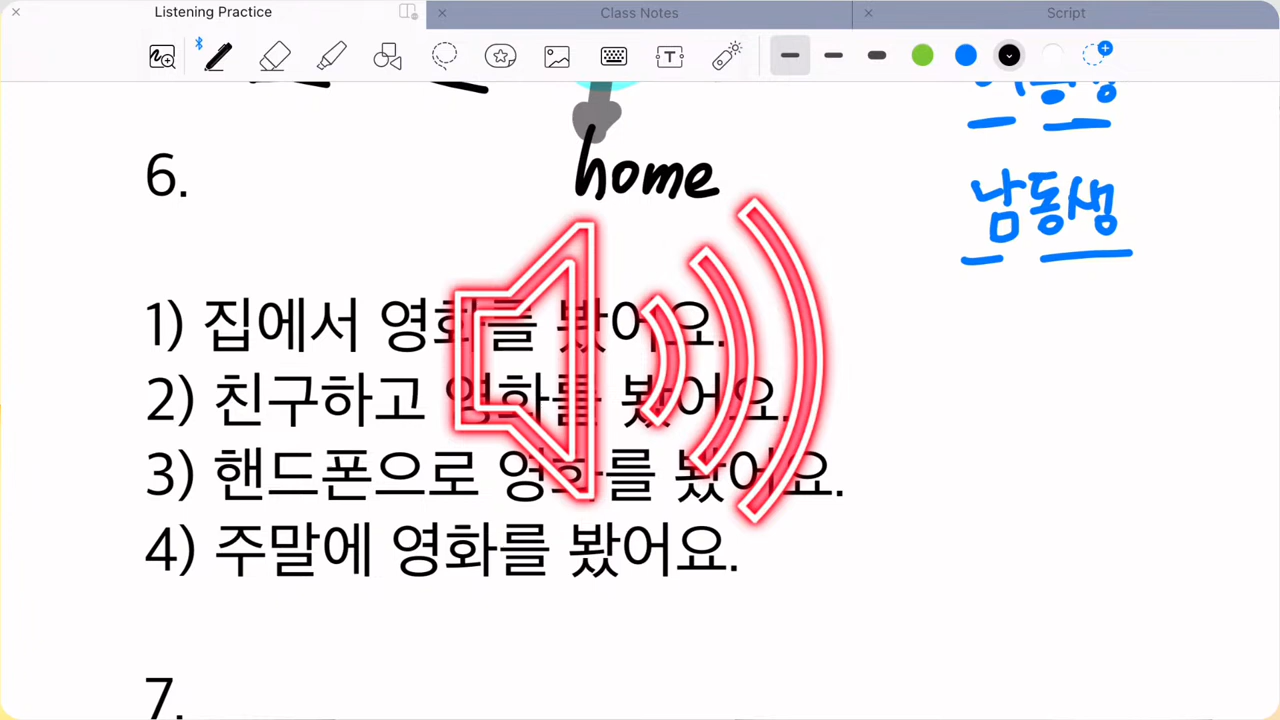 Listening Practice
Class Notes
Script
T
home
6.
남동생
1) 집에서 영화를 봤어요.
2) 친구하고 영화를 봤어요.
3) 핸드폰으로 영화를 봤어요.
4) 주말에 영화를 봤어요.
7.